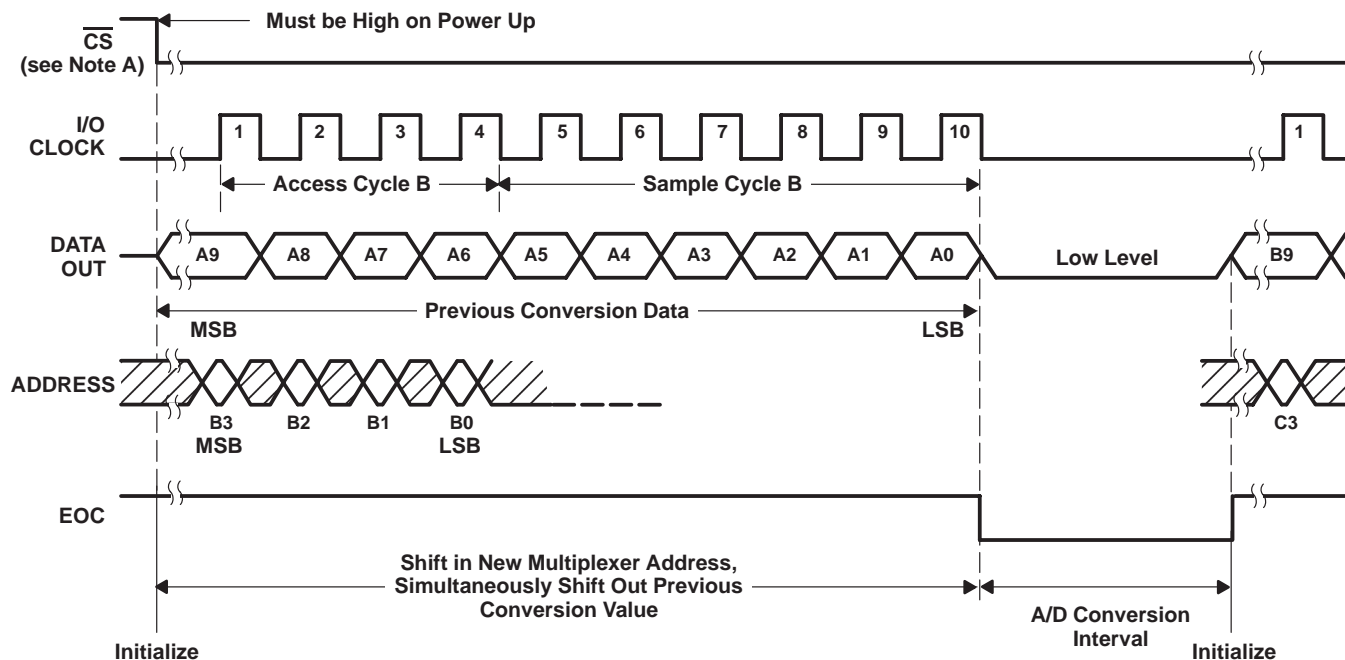 Must be High on Power Up
CS
(see Note A)
I/O
CLOCK
1 2 3 4 5 6 7 8 9 10 1
Access Cycle B Sample Cycle B
DATA
OUT
A9 A8 A7 A6 A5 A4 A3 A2 A1 A0 Low Level B9
Previous Conversion Data
MSB LSB
ADDRESS
B3 B2 B1 B0 C3
MSB LSB
EOC
Shift in New Multiplexer Address,
Simultaneously Shift Out Previous
Conversion Value
A/D Conversion
Interval
Initialize Initialize